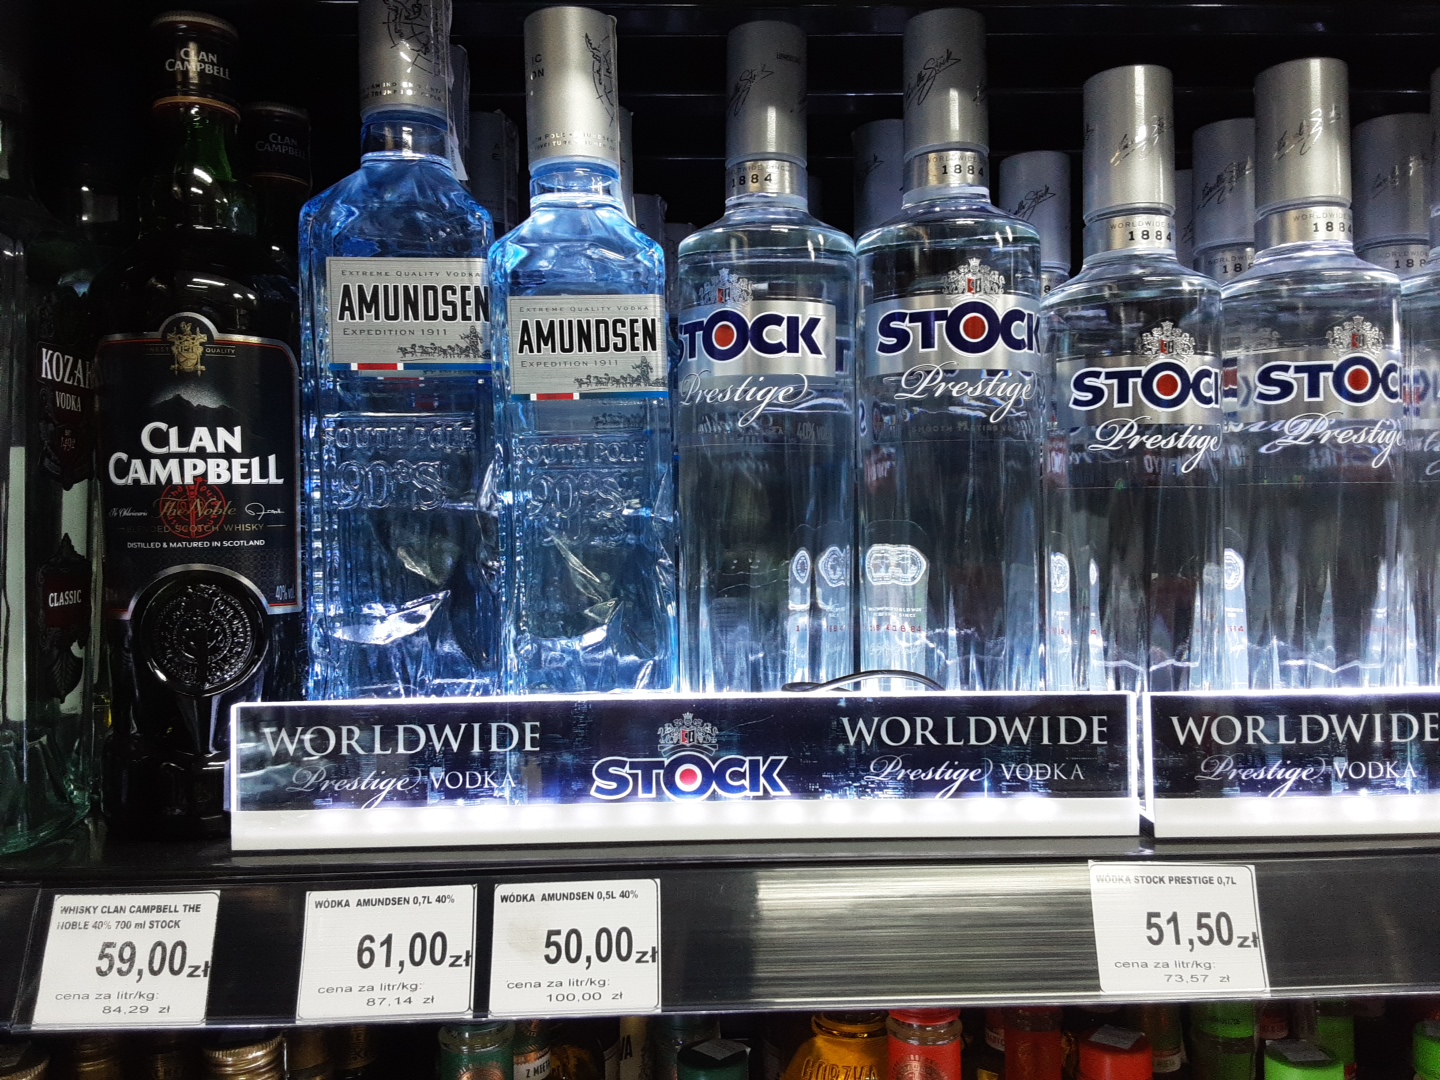 CLAN
CAMPBELL
CLAN
CAMPBELL
KOZAK
VODKA
CLASSIC
CLAN
CAMPBELL
The Noble
SCOTCH WHISKY
DISTILLED & MATURED IN SCOTLAND
40%
EXTREME QUALITY VODKA
AMUNDSEN
EXPEDITION 1911
SOUTH POLE
90°S
EXTREME QUALITY VODKA
AMUNDSEN
EXPEDITION 1911
SOUTH POLE
90°S
1884
STOCK
Prestige
1884
STOCK
Prestige
WORLDWIDE
1884
STOCK
Prestige
WORLDWIDE
1884
STOCK
Prestige
WORLDWIDE
Prestige VODKA
STOCK
WORLDWIDE
Prestige VODKA
WORLDWIDE
Prestige VODKA
WHISKY CLAN CAMPBELL THE
NOBLE 40% 700 ml STOCK
59,00zł
cena za litr/kg:
84,29 zł
WÓDKA AMUNDSEN 0,7L 40%
61,00zł
cena za litr/kg:
87,14 zł
WÓDKA AMUNDSEN 0,5L 40%
50,00zł
cena za litr/kg:
100,00 zł
WÓDKA STOCK PRESTIGE 0,7L
51,50zł
cena za litr/kg:
73,57 zł